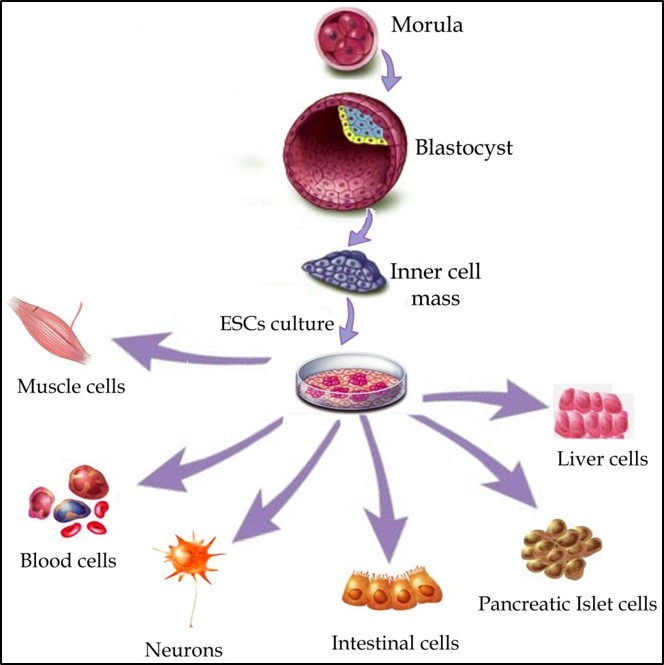 Morula
Blastocyst
Inner cell
mass
ESCs culture
Muscle cells
Liver cells
Blood cells
Pancreatic Islet cells
Neurons
Intestinal cells